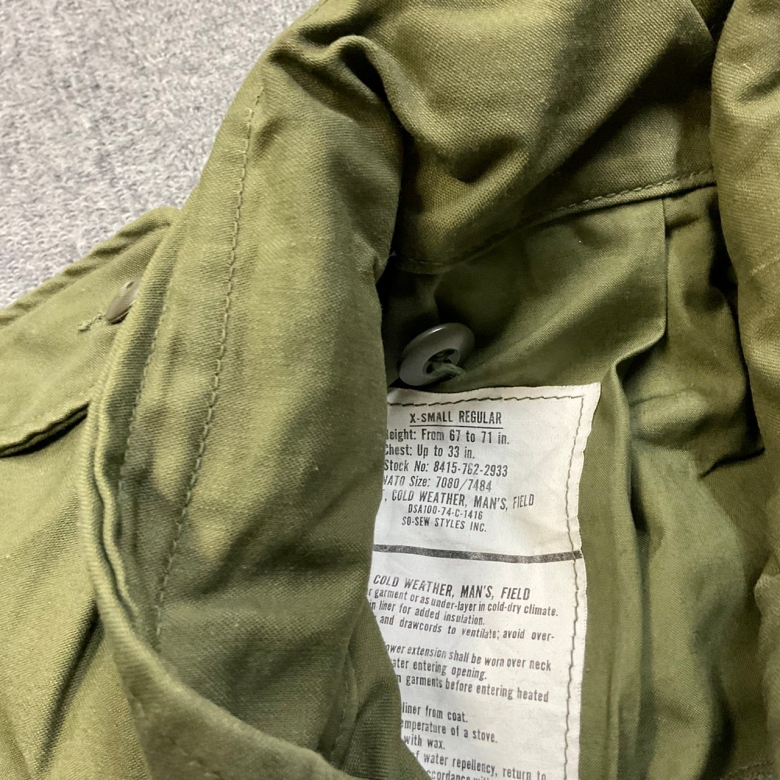 X-SMALL REGULAR
Height: From 67 to 71 in.
Chest: Up to 33 in.
Stock No: 8415-762-2933
NATO Size: 7080/7484
, COLD WEATHER, MAN'S, FIELD
DSA100-74-C-1416
SO-SEW STYLES INC.
COLD WEATHER, MAN'S, FIELD
garment or as under-layer in cold-dry climate.
liner for added insulation.
and drawcords to ventilate; avoid over-
extension shall be worn over neck
entering opening.
garments before entering heated
liner from coat.
temperature of a stove.
with wax.
of water repellency, return to